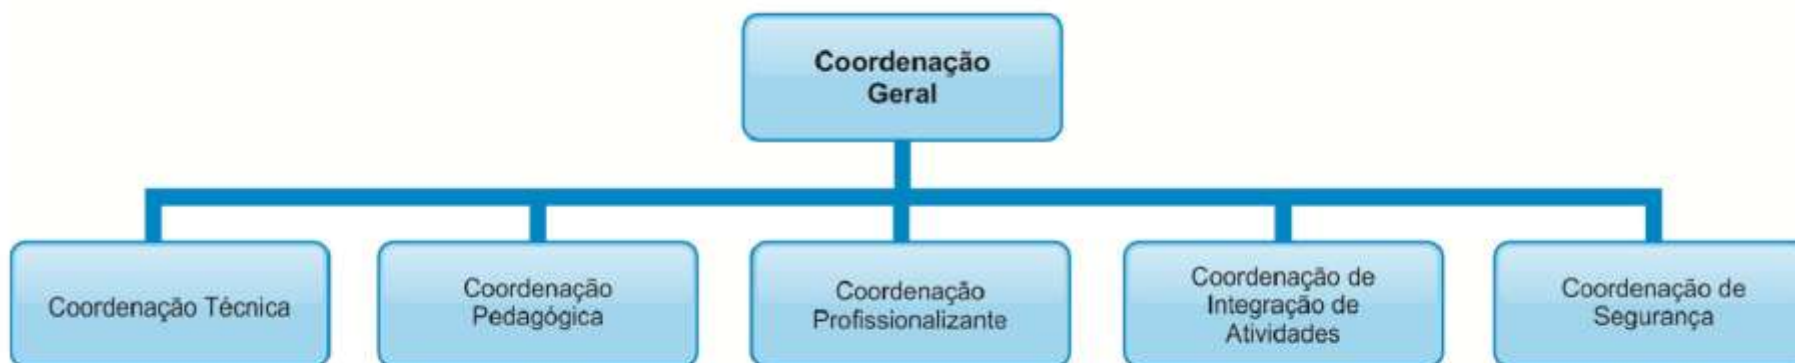 Coordenação
Geral
Coordenação Técnica
Coordenação
Pedagógica
Coordenação
Profissionalizante
Coordenação de
Integração de
Atividades
Coordenação de
Segurança